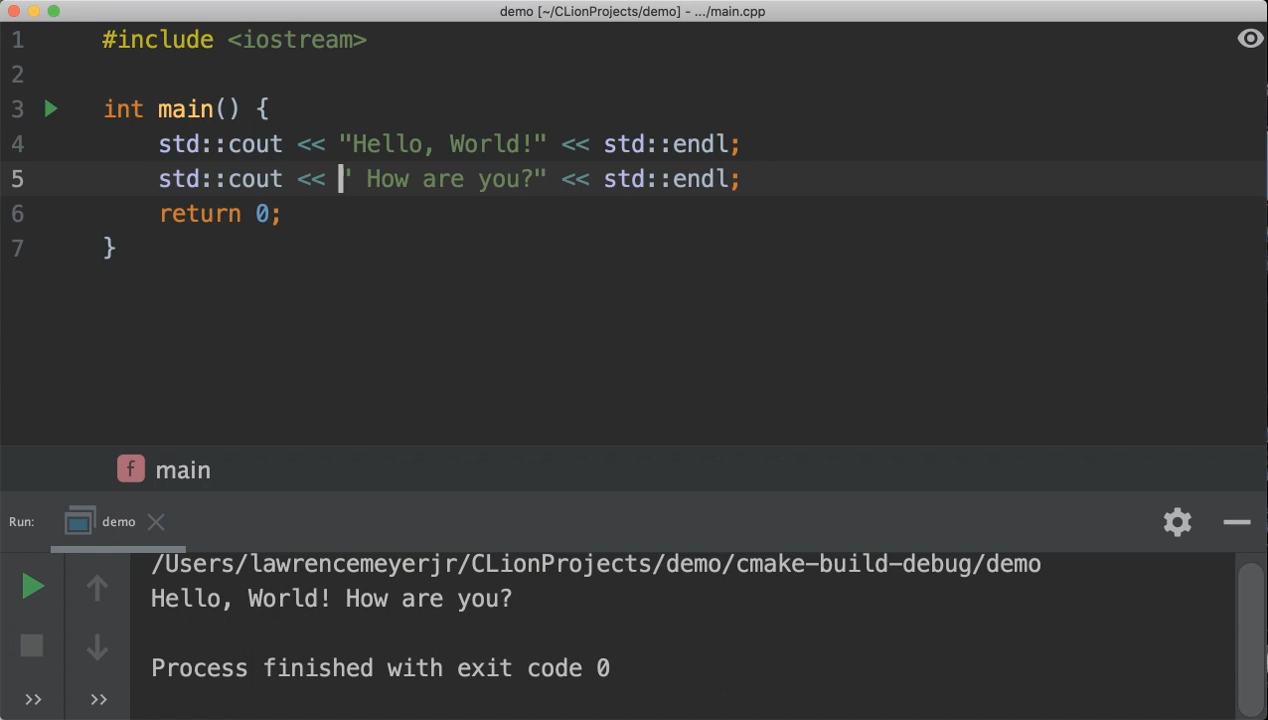 demo [~/CLionProjects/demo] - .../main.cpp
1 #include <iostream>
2
3 int main() {
4 std::cout << "Hello, World!" << std::endl;
5 std::cout << " How are you?" << std::endl;
6 return 0;
7 }
f main
Run: demo
/Users/lawrencemeyerjr/CLionProjects/demo/cmake-build-debug/demo
Hello, World! How are you?
Process finished with exit code 0